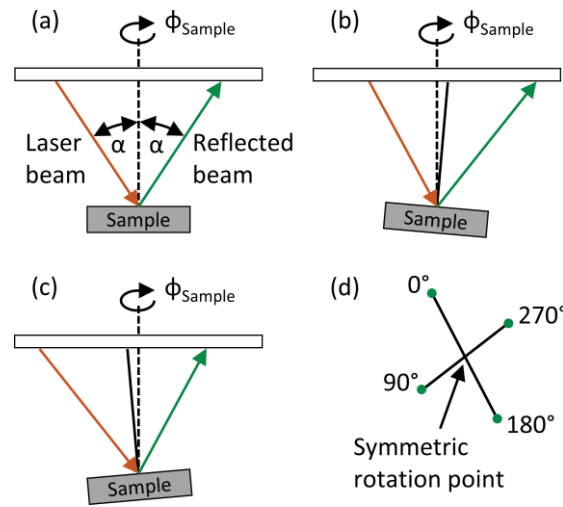 (a)
ϕSample
Laser
beam
α
α
Reflected
beam
Sample
(b)
ϕSample
Sample
(c)
ϕSample
Sample
(d)
0°
270°
90°
180°
Symmetric
rotation point